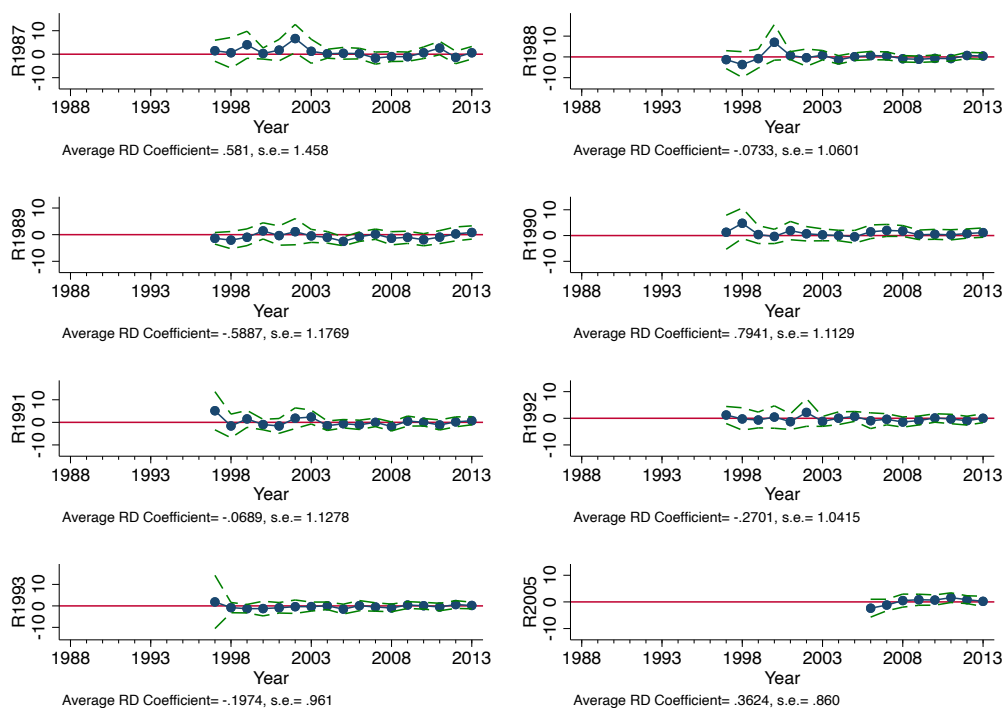 R1987
-10 0 10
1988 1993 1998 2003 2008 2013
Year
Average RD Coefficient= .581, s.e.= 1.458
R1988
-10 0 10
1988 1993 1998 2003 2008 2013
Year
Average RD Coefficient= -.0733, s.e.= 1.0601
R1989
-10 0 10
1988 1993 1998 2003 2008 2013
Year
Average RD Coefficient= -.5887, s.e.= 1.1769
R1990
-10 0 10
1988 1993 1998 2003 2008 2013
Year
Average RD Coefficient= .7941, s.e.= 1.1129
R1991
-10 0 10
1988 1993 1998 2003 2008 2013
Year
Average RD Coefficient= -.0689, s.e.= 1.1278
R1992
-10 0 10
1988 1993 1998 2003 2008 2013
Year
Average RD Coefficient= -.2701, s.e.= 1.0415
R1993
-10 0 10
1988 1993 1998 2003 2008 2013
Year
Average RD Coefficient= -.1974, s.e.= .961
R2005
-10 0 10
1988 1993 1998 2003 2008 2013
Year
Average RD Coefficient= .3624, s.e.= .860